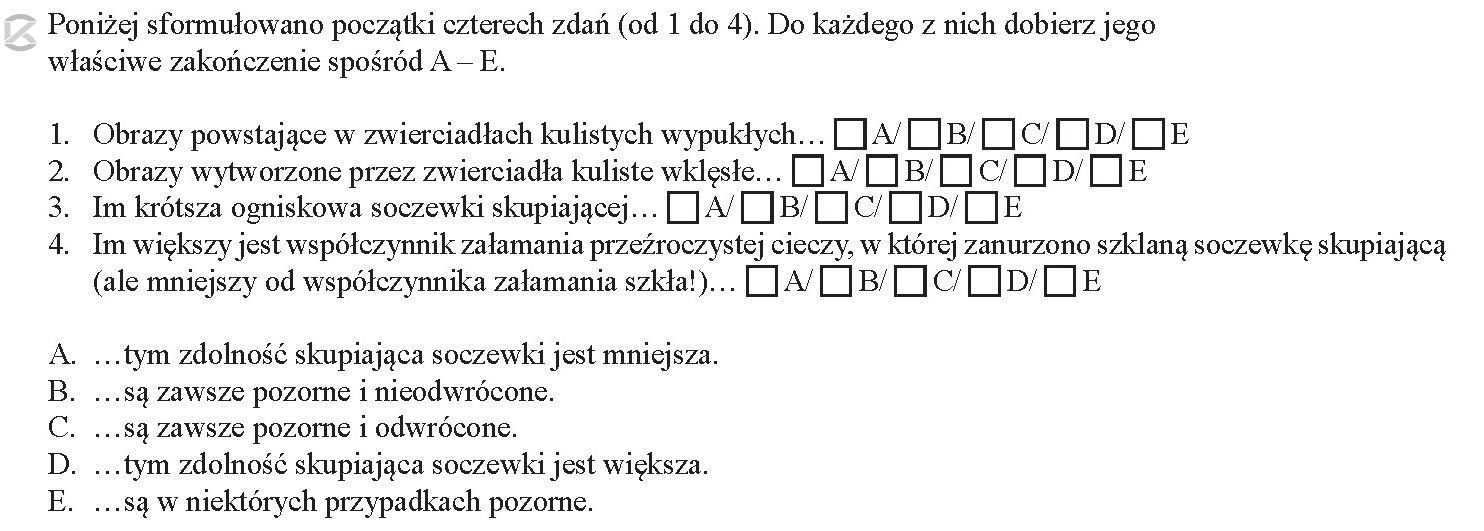 Poniżej sformułowano początki czterech zdań (od 1 do 4). Do każdego z nich dobierz jego
właściwe zakończenie spośród A – E.
1. Obrazy powstające w zwierciadłach kulistych wypukłych… □ A/ □ B/ □ C/ □ D/ □ E
2. Obrazy wytworzone przez zwierciadła kuliste wklęsłe… □ A/ □ B/ □ C/ □ D/ □ E
3. Im krótsza ogniskowa soczewki skupiającej… □ A/ □ B/ □ C/ □ D/ □ E
4. Im większy jest współczynnik załamania przeźroczystej cieczy, w której zanurzono szklaną soczewkę skupiającą
(ale mniejszy od współczynnika załamania szkła!)… □ A/ □ B/ □ C/ □ D/ □ E
A. …tym zdolność skupiająca soczewki jest mniejsza.
B. …są zawsze pozorne i nieodwrócone.
C. …są zawsze pozorne i odwrócone.
D. …tym zdolność skupiająca soczewki jest większa.
E. …są w niektórych przypadkach pozorne.